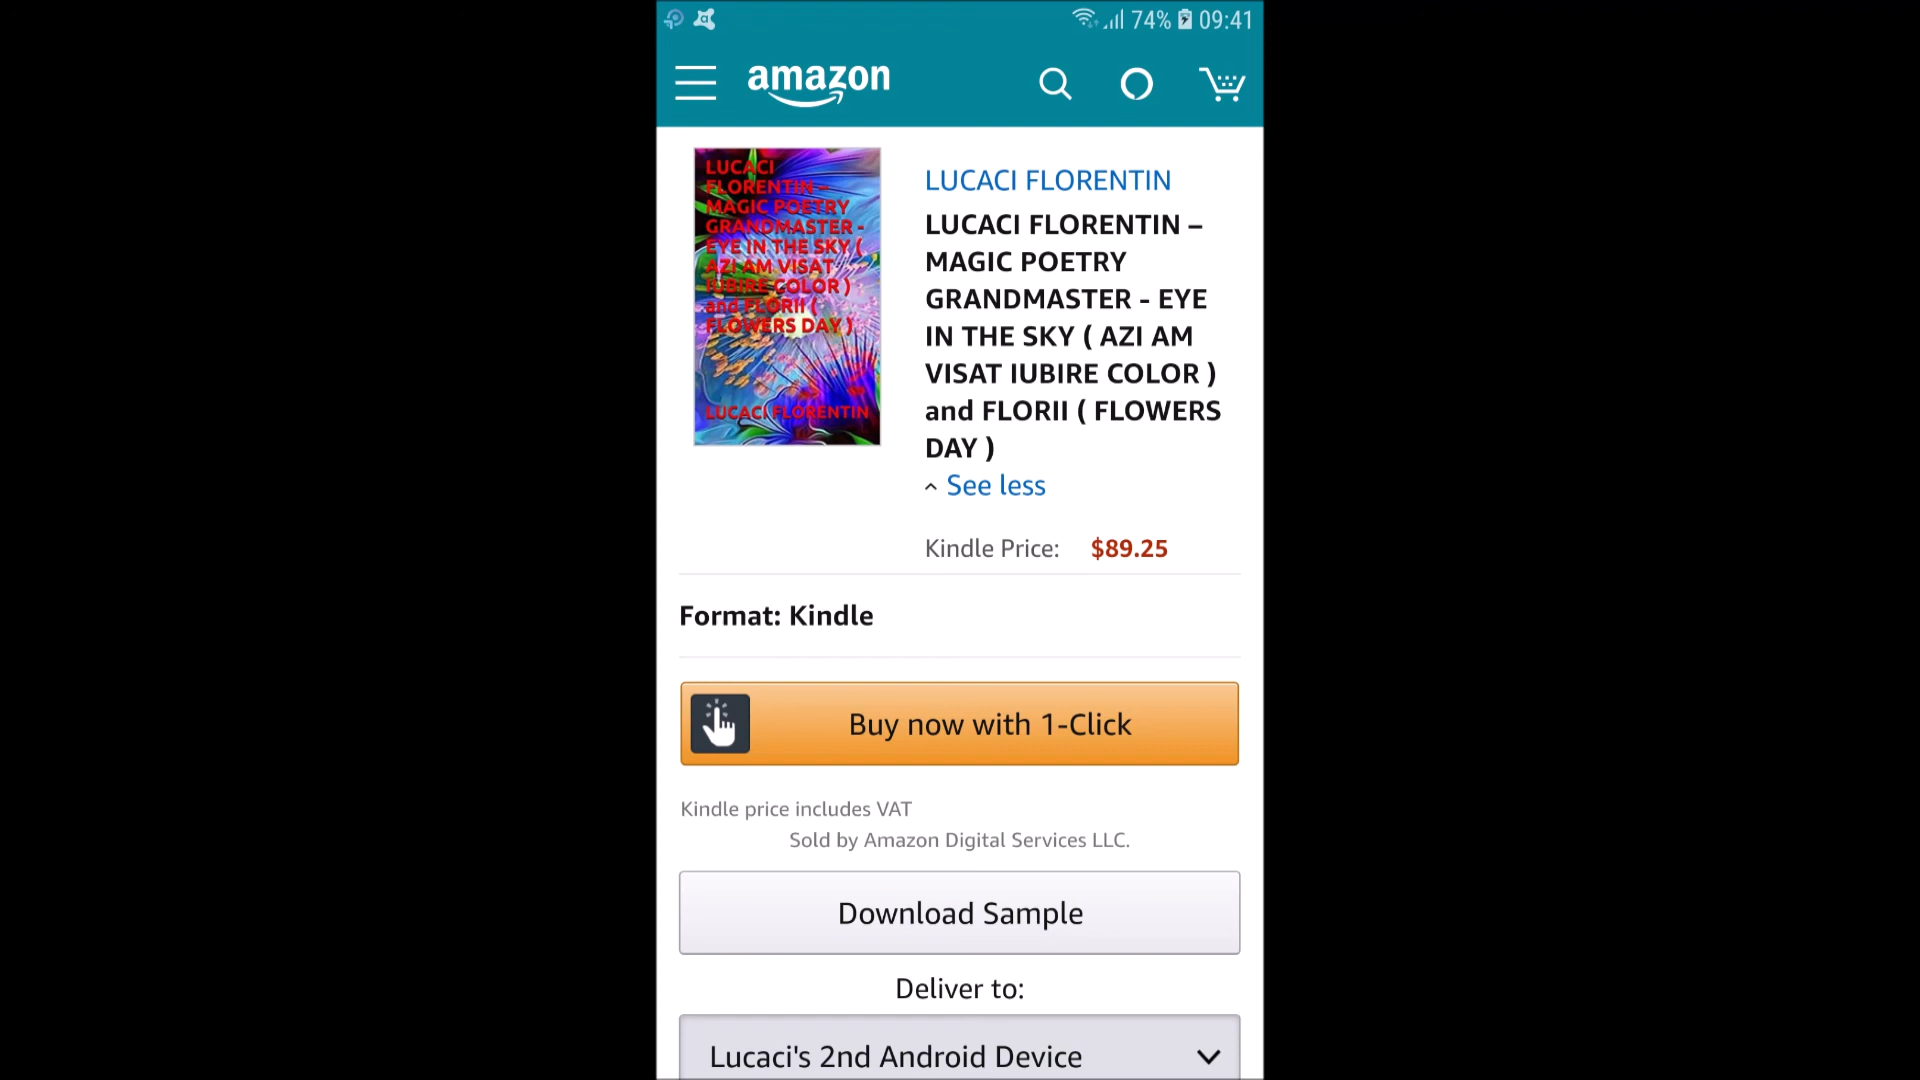 74% 09:41
amazon
LUCACI
FLORENTIN –
MAGIC POETRY
GRANDMASTER -
EYE IN THE SKY (
AZI AM VISAT
IUBIRE COLOR )
and FLORII (
FLOWERS DAY )
LUCACI FLORENTIN
LUCACI FLORENTIN
LUCACI FLORENTIN –
MAGIC POETRY
GRANDMASTER - EYE
IN THE SKY ( AZI AM
VISAT IUBIRE COLOR )
and FLORII ( FLOWERS
DAY )
See less
Kindle Price: $89.25
Format: Kindle
Buy now with 1-Click
Kindle price includes VAT
Sold by Amazon Digital Services LLC.
Download Sample
Deliver to:
Lucaci's 2nd Android Device